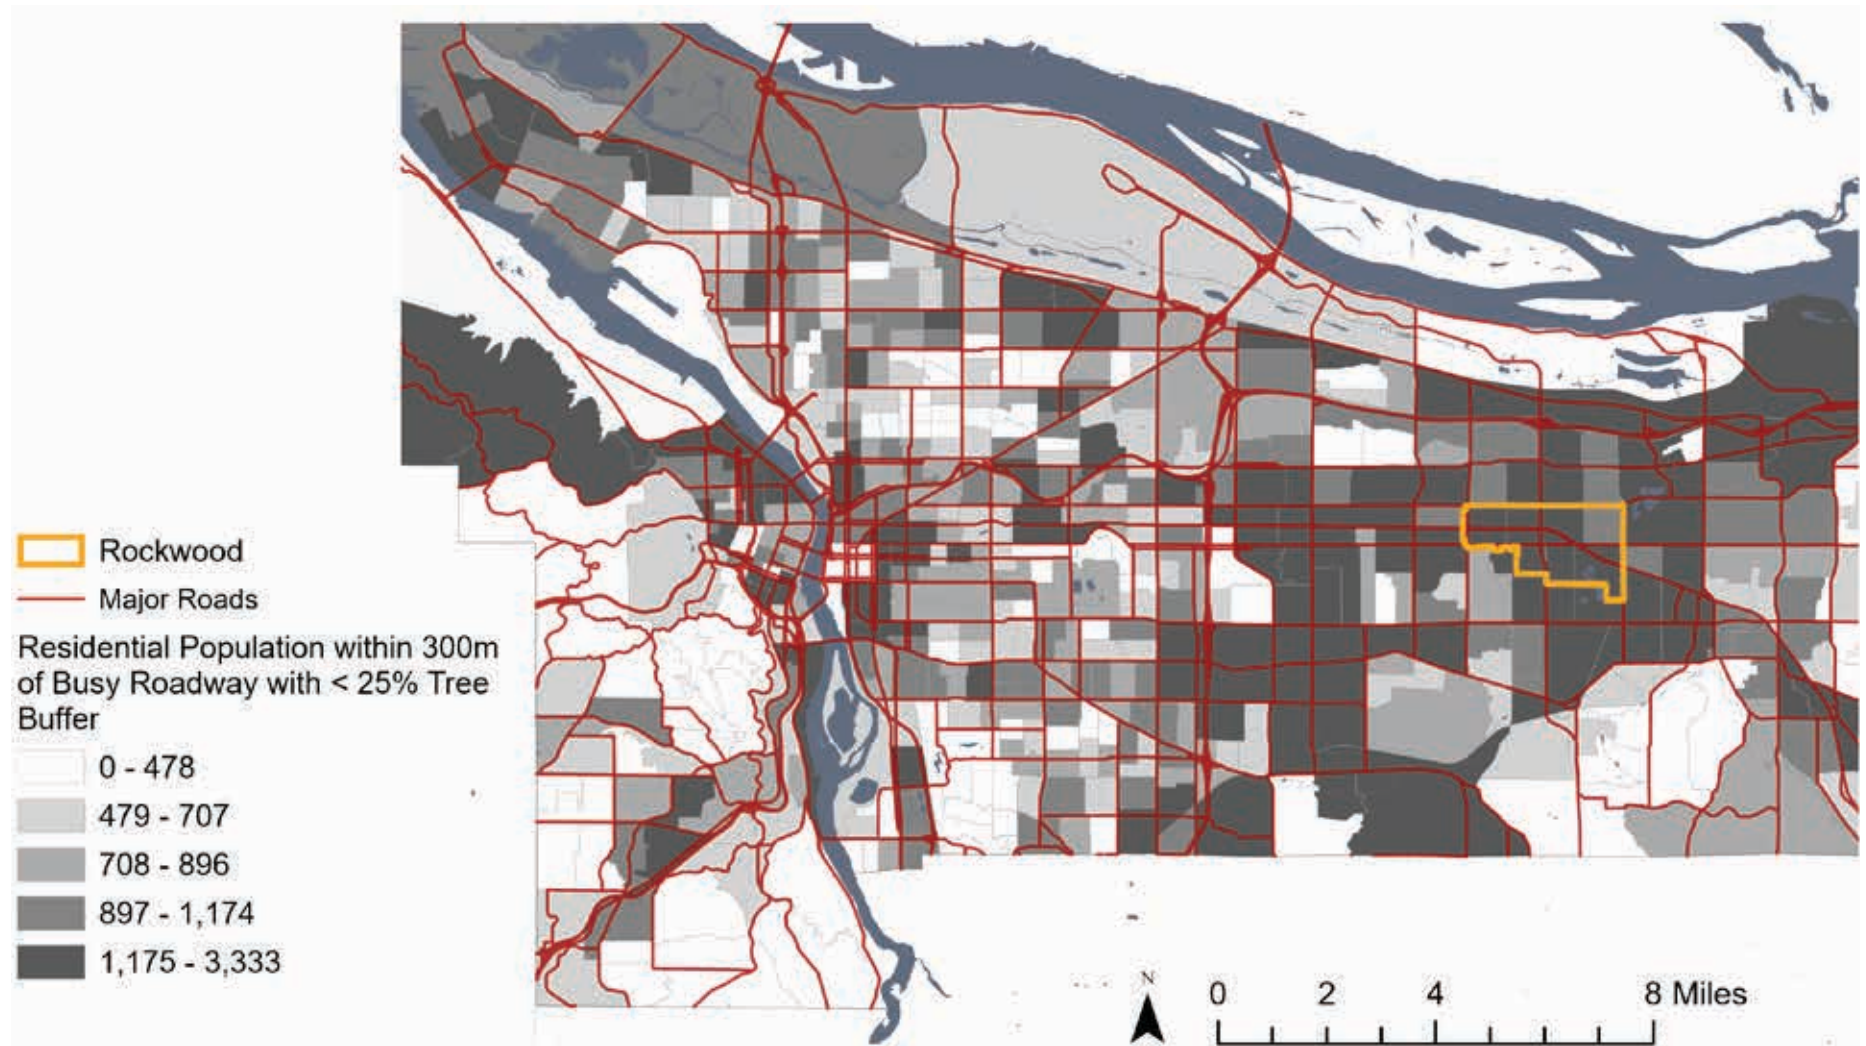 Rockwood
Major Roads
Residential Population within 300m
of Busy Roadway with < 25% Tree
Buffer
0 - 478
479 - 707
708 - 896
897 - 1,174
1,175 - 3,333
N
0 2 4 8 Miles